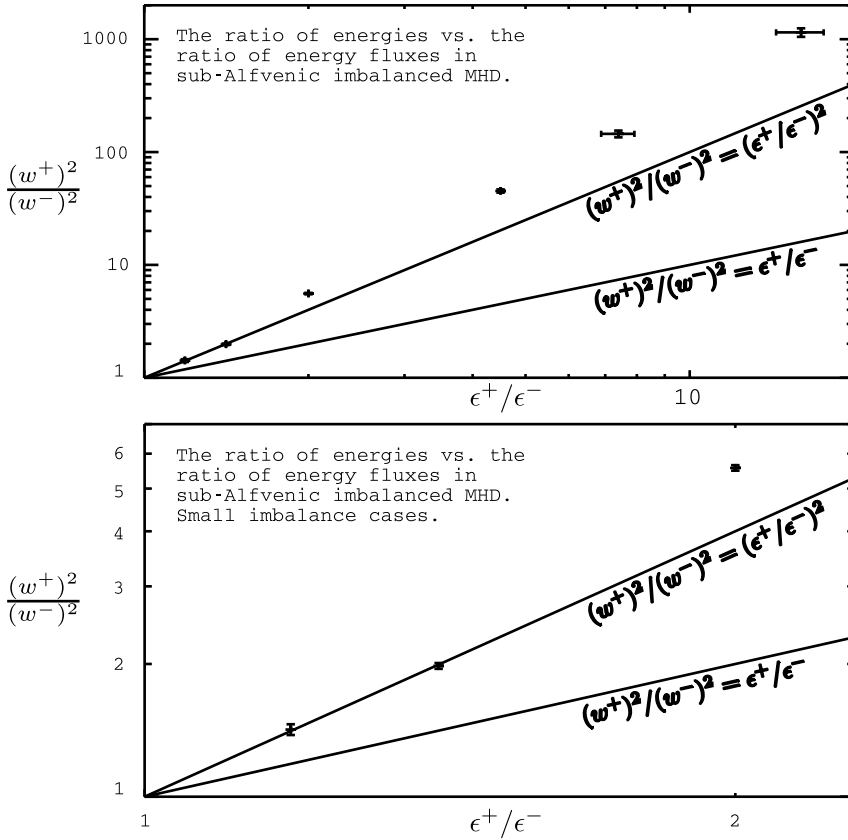 1000
100
10
1
The ratio of energies vs. the
ratio of energy fluxes in
sub-Alfvenic imbalanced MHD.
(w⁺)²
(w⁻)²
(w⁺)²/(w⁻)² = (ϵ⁺/ϵ⁻)²
(w⁺)²/(w⁻)² = ϵ⁺/ϵ⁻
ϵ⁺/ϵ⁻
10
6
5
4
3
2
1
The ratio of energies vs. the
ratio of energy fluxes in
sub-Alfvenic imbalanced MHD.
Small imbalance cases.
(w⁺)²
(w⁻)²
(w⁺)²/(w⁻)² = (ϵ⁺/ϵ⁻)²
(w⁺)²/(w⁻)² = ϵ⁺/ϵ⁻
1
ϵ⁺/ϵ⁻
2